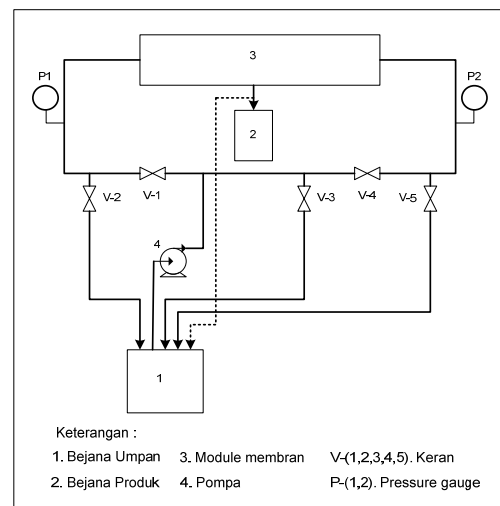 3
P1
P2
2
V-2
V-1
V-3
V-4
V-5
4
1
Keterangan :
1. Bejana Umpan 3. Module membran V-(1,2,3,4,5). Keran
2. Bejana Produk 4. Pompa P-(1,2). Pressure gauge